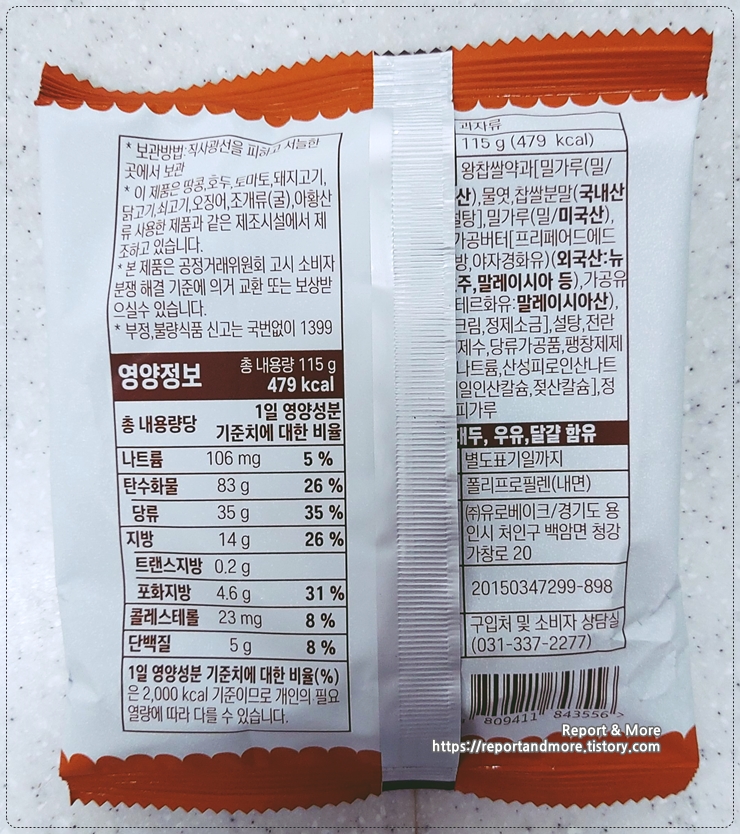 * 보관방법:직사광선을 피하고 서늘한
곳에서 보관
* 이 제품은 땅콩,호두,토마토,돼지고기,
닭고기,쇠고기,오징어,조개류(굴),아황산
류 사용한 제품과 같은 제조시설에서 제
조하고 있습니다.
* 본 제품은 공정거래위원회 고시 소비자
분쟁 해결 기준에 의거 교환 또는 보상받
으실수 있습니다.
* 부정,불량식품 신고는 국번없이 1399
영양정보
총 내용량 115 g
479 kcal
총 내용량당
1일 영양성분
기준치에 대한 비율
나트륨 106 mg 5 %
탄수화물 83 g 26 %
당류 35 g 35 %
지방 14 g 26 %
트랜스지방 0.2 g
포화지방 4.6 g 31 %
콜레스테롤 23 mg 8 %
단백질 5 g 8 %
1일 영양성분 기준치에 대한 비율(%)
은 2,000 kcal 기준이므로 개인의 필요
열량에 따라 다를 수 있습니다.
과자류
115 g (479 kcal)
왕찹쌀약과[밀가루(밀/
산),물엿,찹쌀분말(국내산
설탕],밀가루(밀/미국산),
가공버터[프리페어드에드
방,야자경화유)(외국산:뉴
주,말레이시아 등),가공유
테르화유:말레이시아산),
크림,정제소금],설탕,전란
제수,당류가공품,팽창제제
나트륨,산성피로인산나트
일인산칼슘,젖산칼슘],정
피가루
대두, 우유,달걀 함유
별도표기일까지
폴리프로필렌(내면)
㈜유로베이크/경기도 용
인시 처인구 백암면 청강
가창로 20
20150347299-898
구입처 및 소비자 상담실
(031-337-2277)
809411 843556 >
Report & More
https://reportandmore.tistory.com